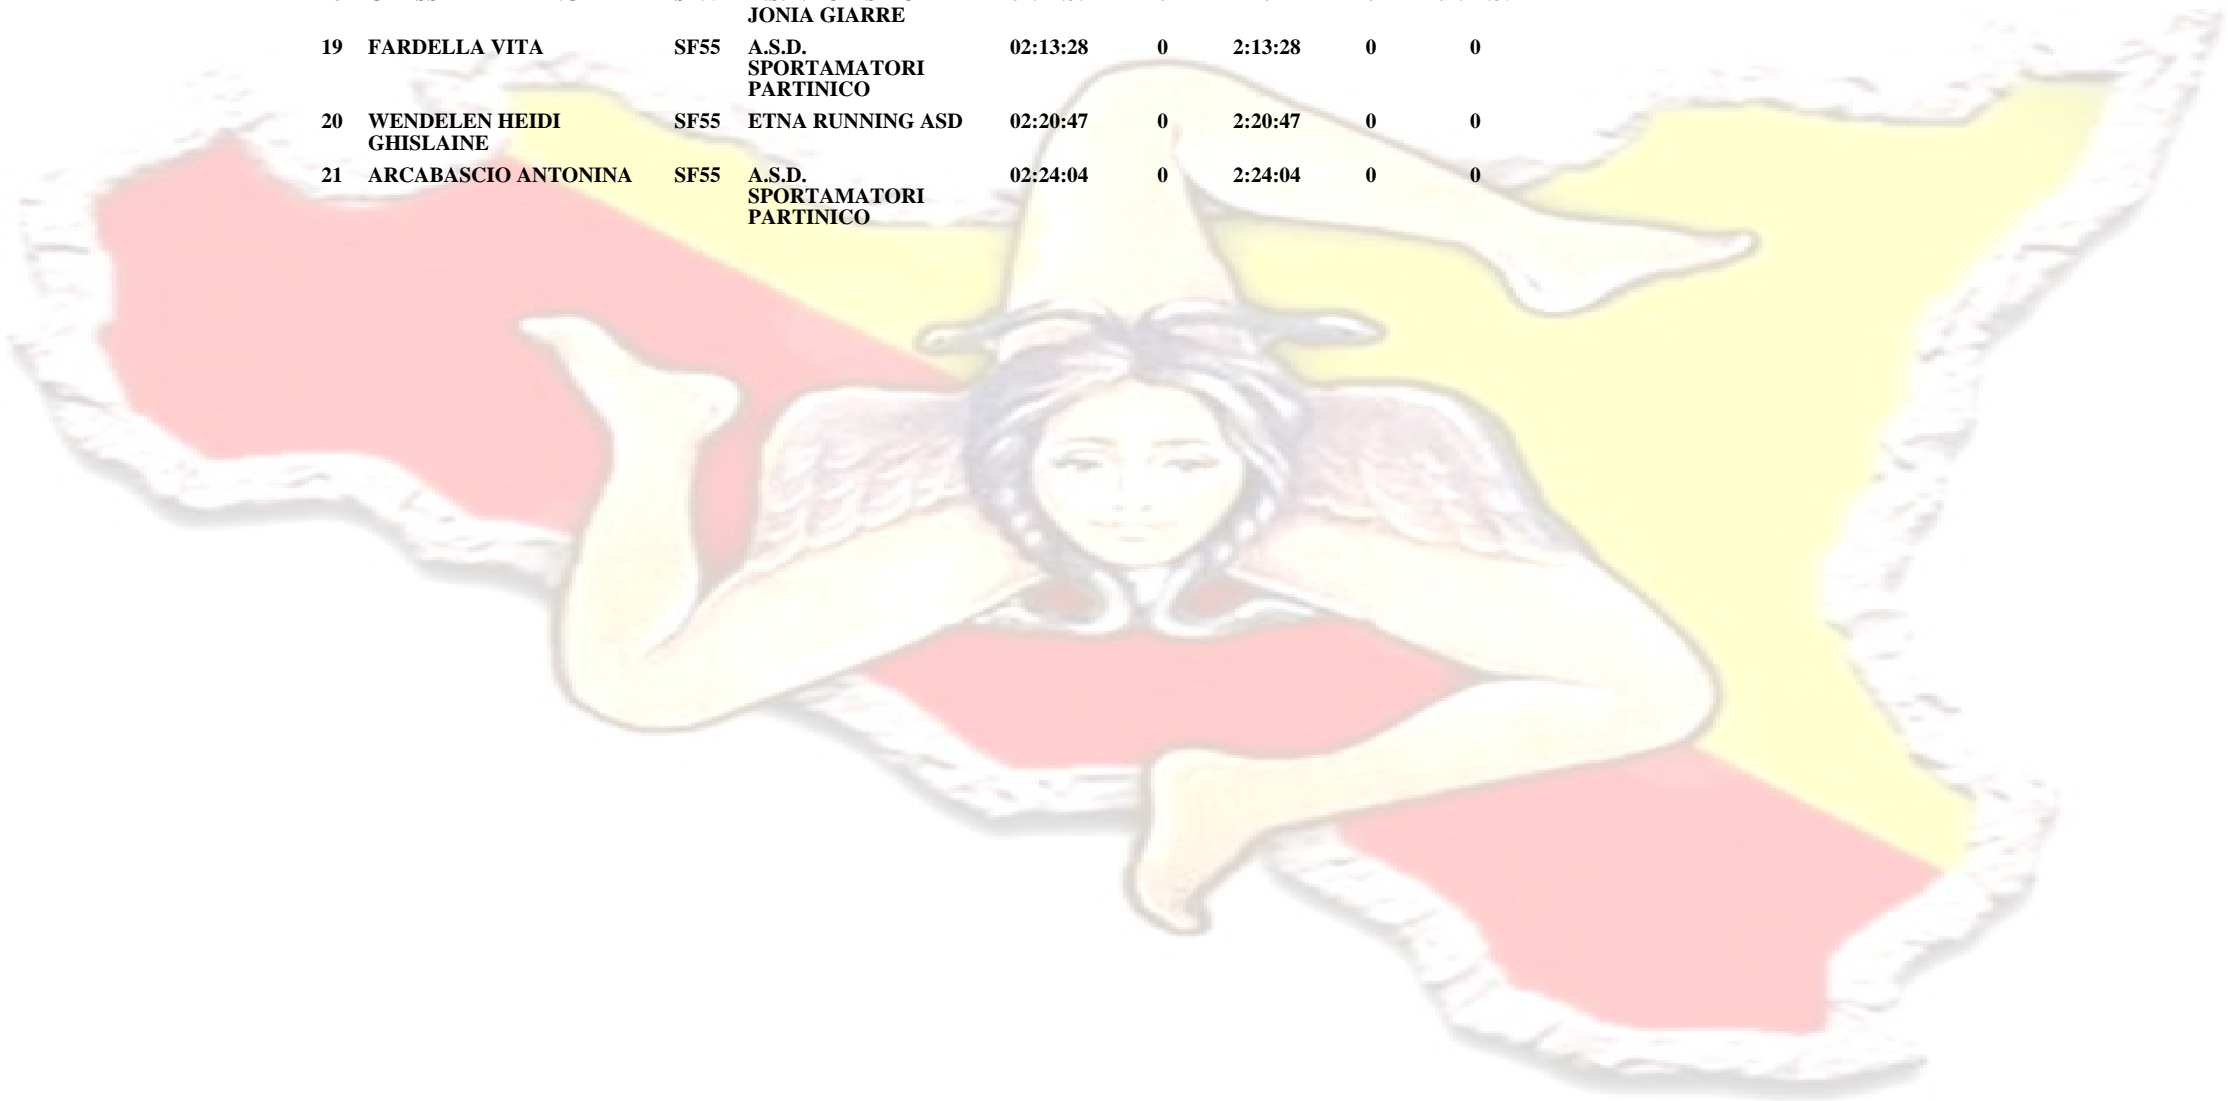 JONIA GIARRE
19 FARDELLA VITA SF55 A.S.D. 02:13:28 0 2:13:28 0 0
SPORTAMATORI
PARTINICO
20 WENDELEN HEIDI SF55 ETNA RUNNING ASD 02:20:47 0 2:20:47 0 0
GHISLAINE
21 ARCABASCIO ANTONINA SF55 A.S.D. 02:24:04 0 2:24:04 0 0
SPORTAMATORI
PARTINICO